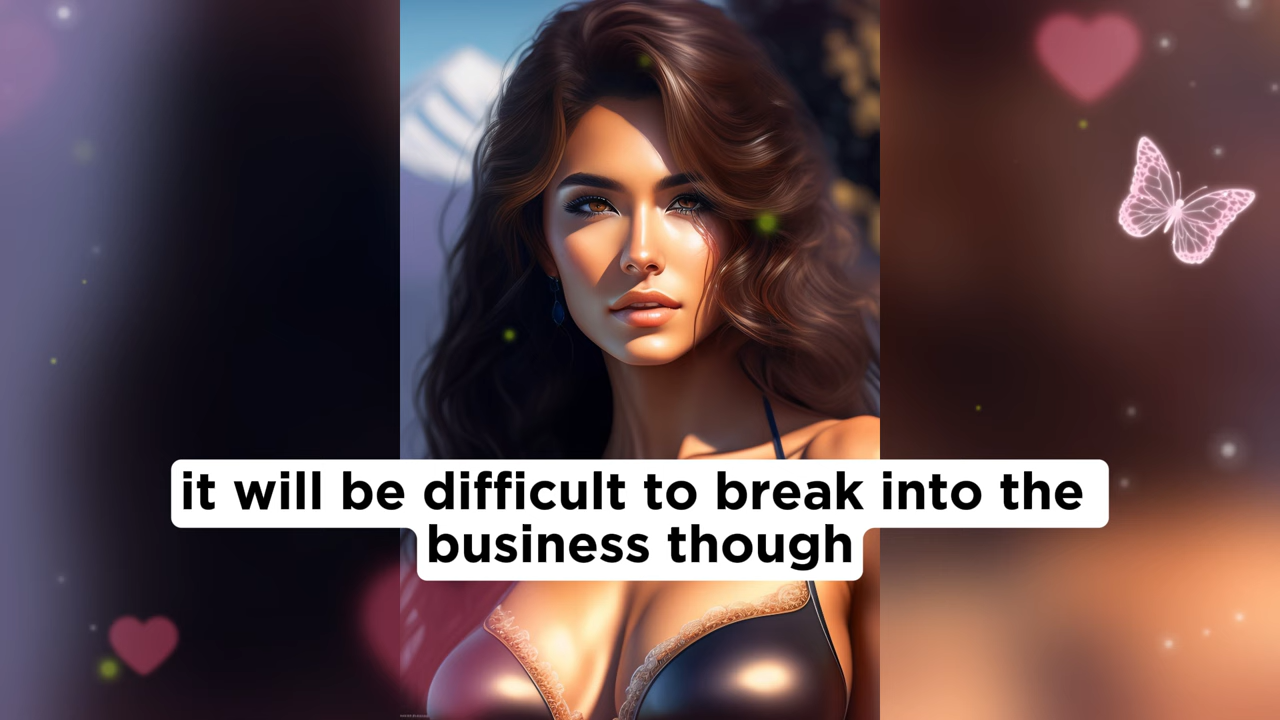 it will be difficult to break into the
business though